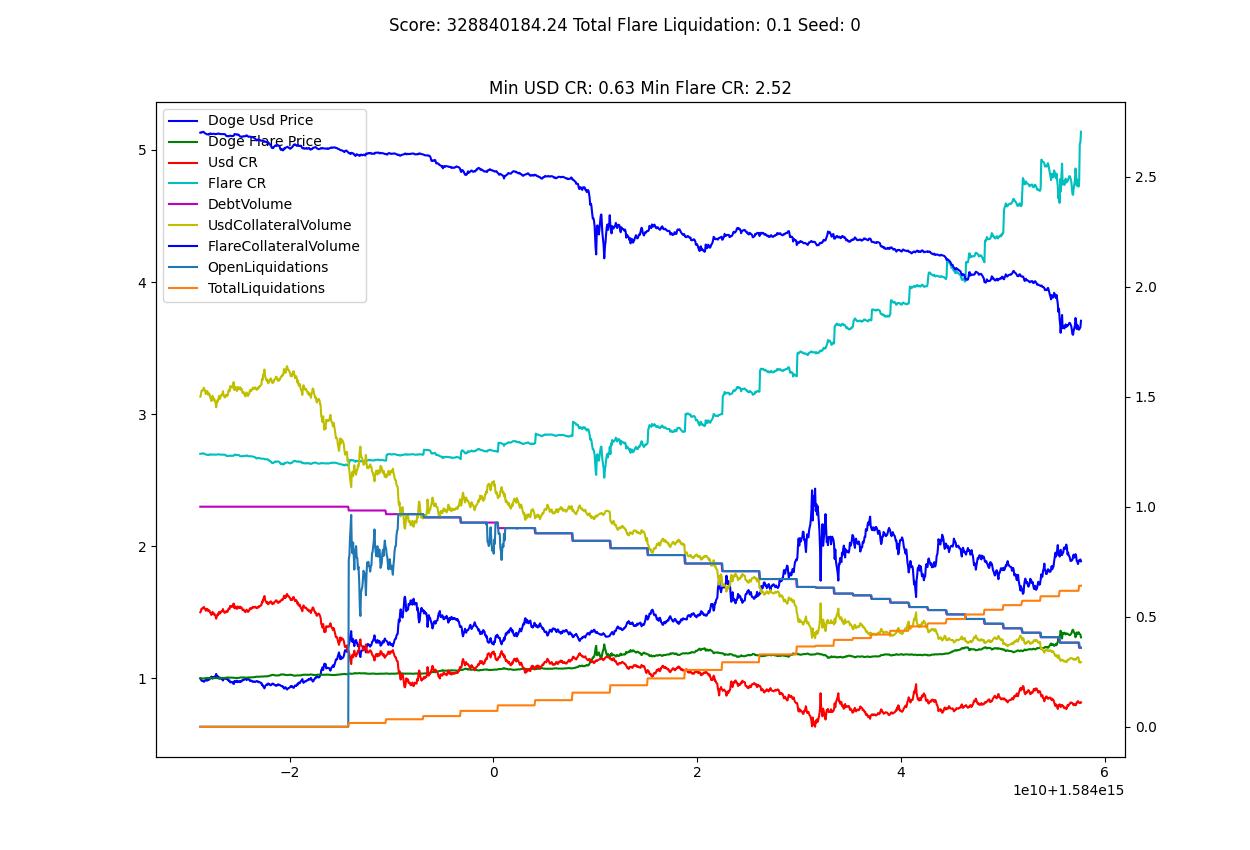 Score: 328840184.24 Total Flare Liquidation: 0.1 Seed: 0
Min USD CR: 0.63 Min Flare CR: 2.52
Doge Usd Price
Doge Flare Price
Usd CR
Flare CR
DebtVolume
UsdCollateralVolume
FlareCollateralVolume
OpenLiquidations
TotalLiquidations
5
4
3
2
1
2.5
2.0
1.5
1.0
0.5
0.0
−2
0
2
4
6
1e10+1.584e15